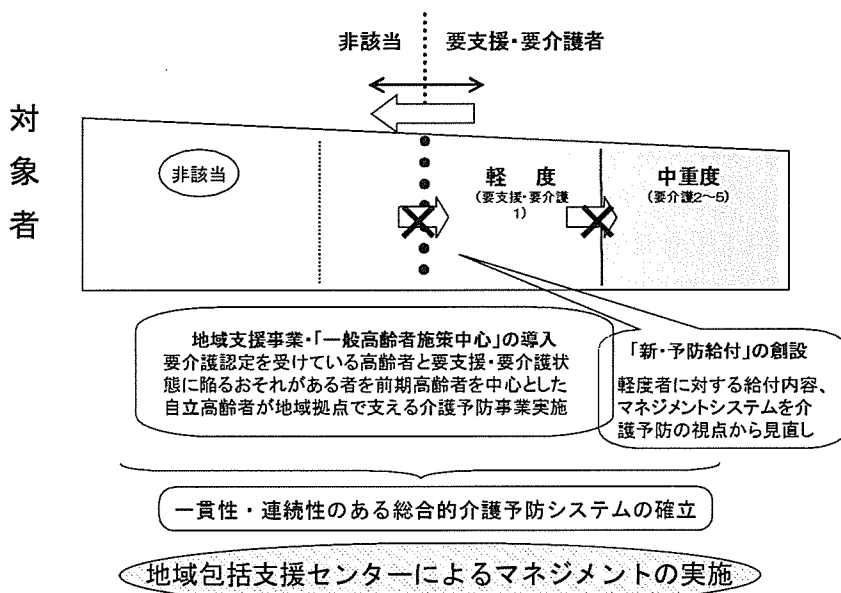 非該当
要支援・要介護者
対象者
非該当
軽 度
(要支援・要介護
1)
中重度
(要介護2~5)
地域支援事業・「一般高齢者施策中心」の導入
要介護認定を受けている高齢者と要支援・要介護状
態に陥るおそれがある者を前期高齢者を中心とした
自立高齢者が地域拠点で支える介護予防事業実施
「新・予防給付」の創設
軽度者に対する給付内容、
マネジメントシステムを介
護予防の視点から見直し
一貫性・連続性のある総合的介護予防システムの確立
地域包括支援センターによるマネジメントの実施